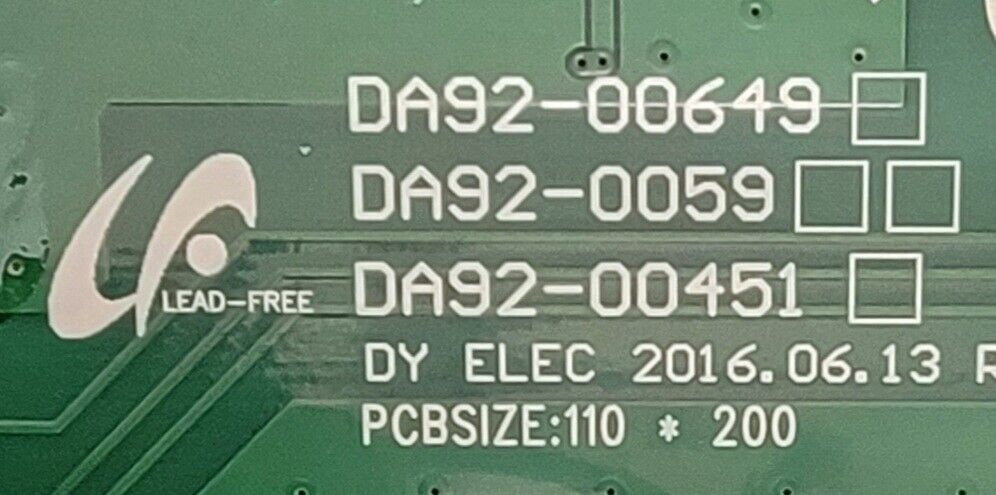 DA92-00649 □
DA92-0059 □ □
DA92-00451 □
LEAD-FREE
DY ELEC 2016.06.13 R
PCBSIZE:110 * 200